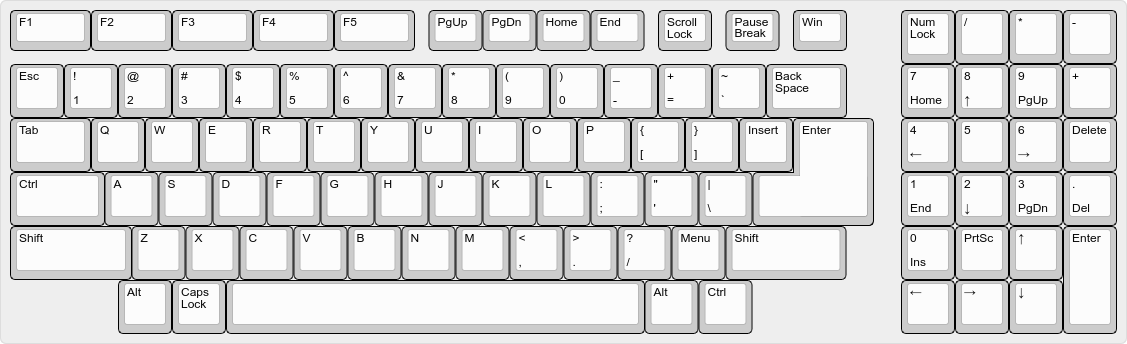 F1 F2 F3 F4 F5 PgUp PgDn Home End Scroll Lock Pause Break Win Num Lock / * -
Esc ! 1 @ 2 # 3 $ 4 % 5 ^ 6 & 7 * 8 ( 9 ) 0 _ - + = ~ ` Back Space 7 Home 8 ↑ 9 PgUp +
Tab Q W E R T Y U I O P { [ } ] Insert Enter 4 ← 5 6 → Delete
Ctrl A S D F G H J K L : ; " ' | \ 1 End 2 ↓ 3 PgDn . Del
Shift Z X C V B N M < , > . ? / Menu Shift 0 Ins PrtSc ↑ Enter
Alt Caps Lock Alt Ctrl ← → ↓